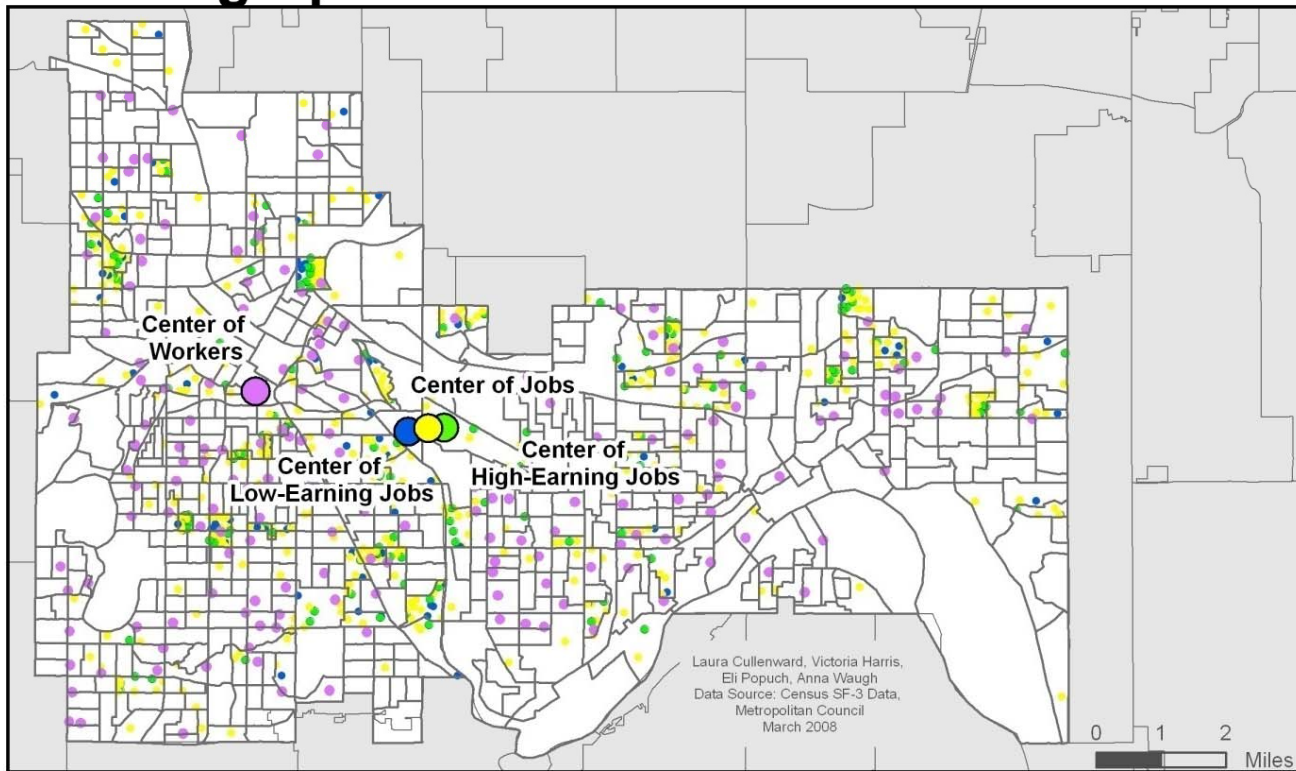 Center of
Workers
Center of Jobs
Center of
Low-Earning Jobs
Center of
High-Earning Jobs
Laura Cullenward, Victoria Harris,
Eli Popuch, Anna Waugh
Data Source: Census SF-3 Data,
Metropolitan Council
March 2008
0 1 2
Miles